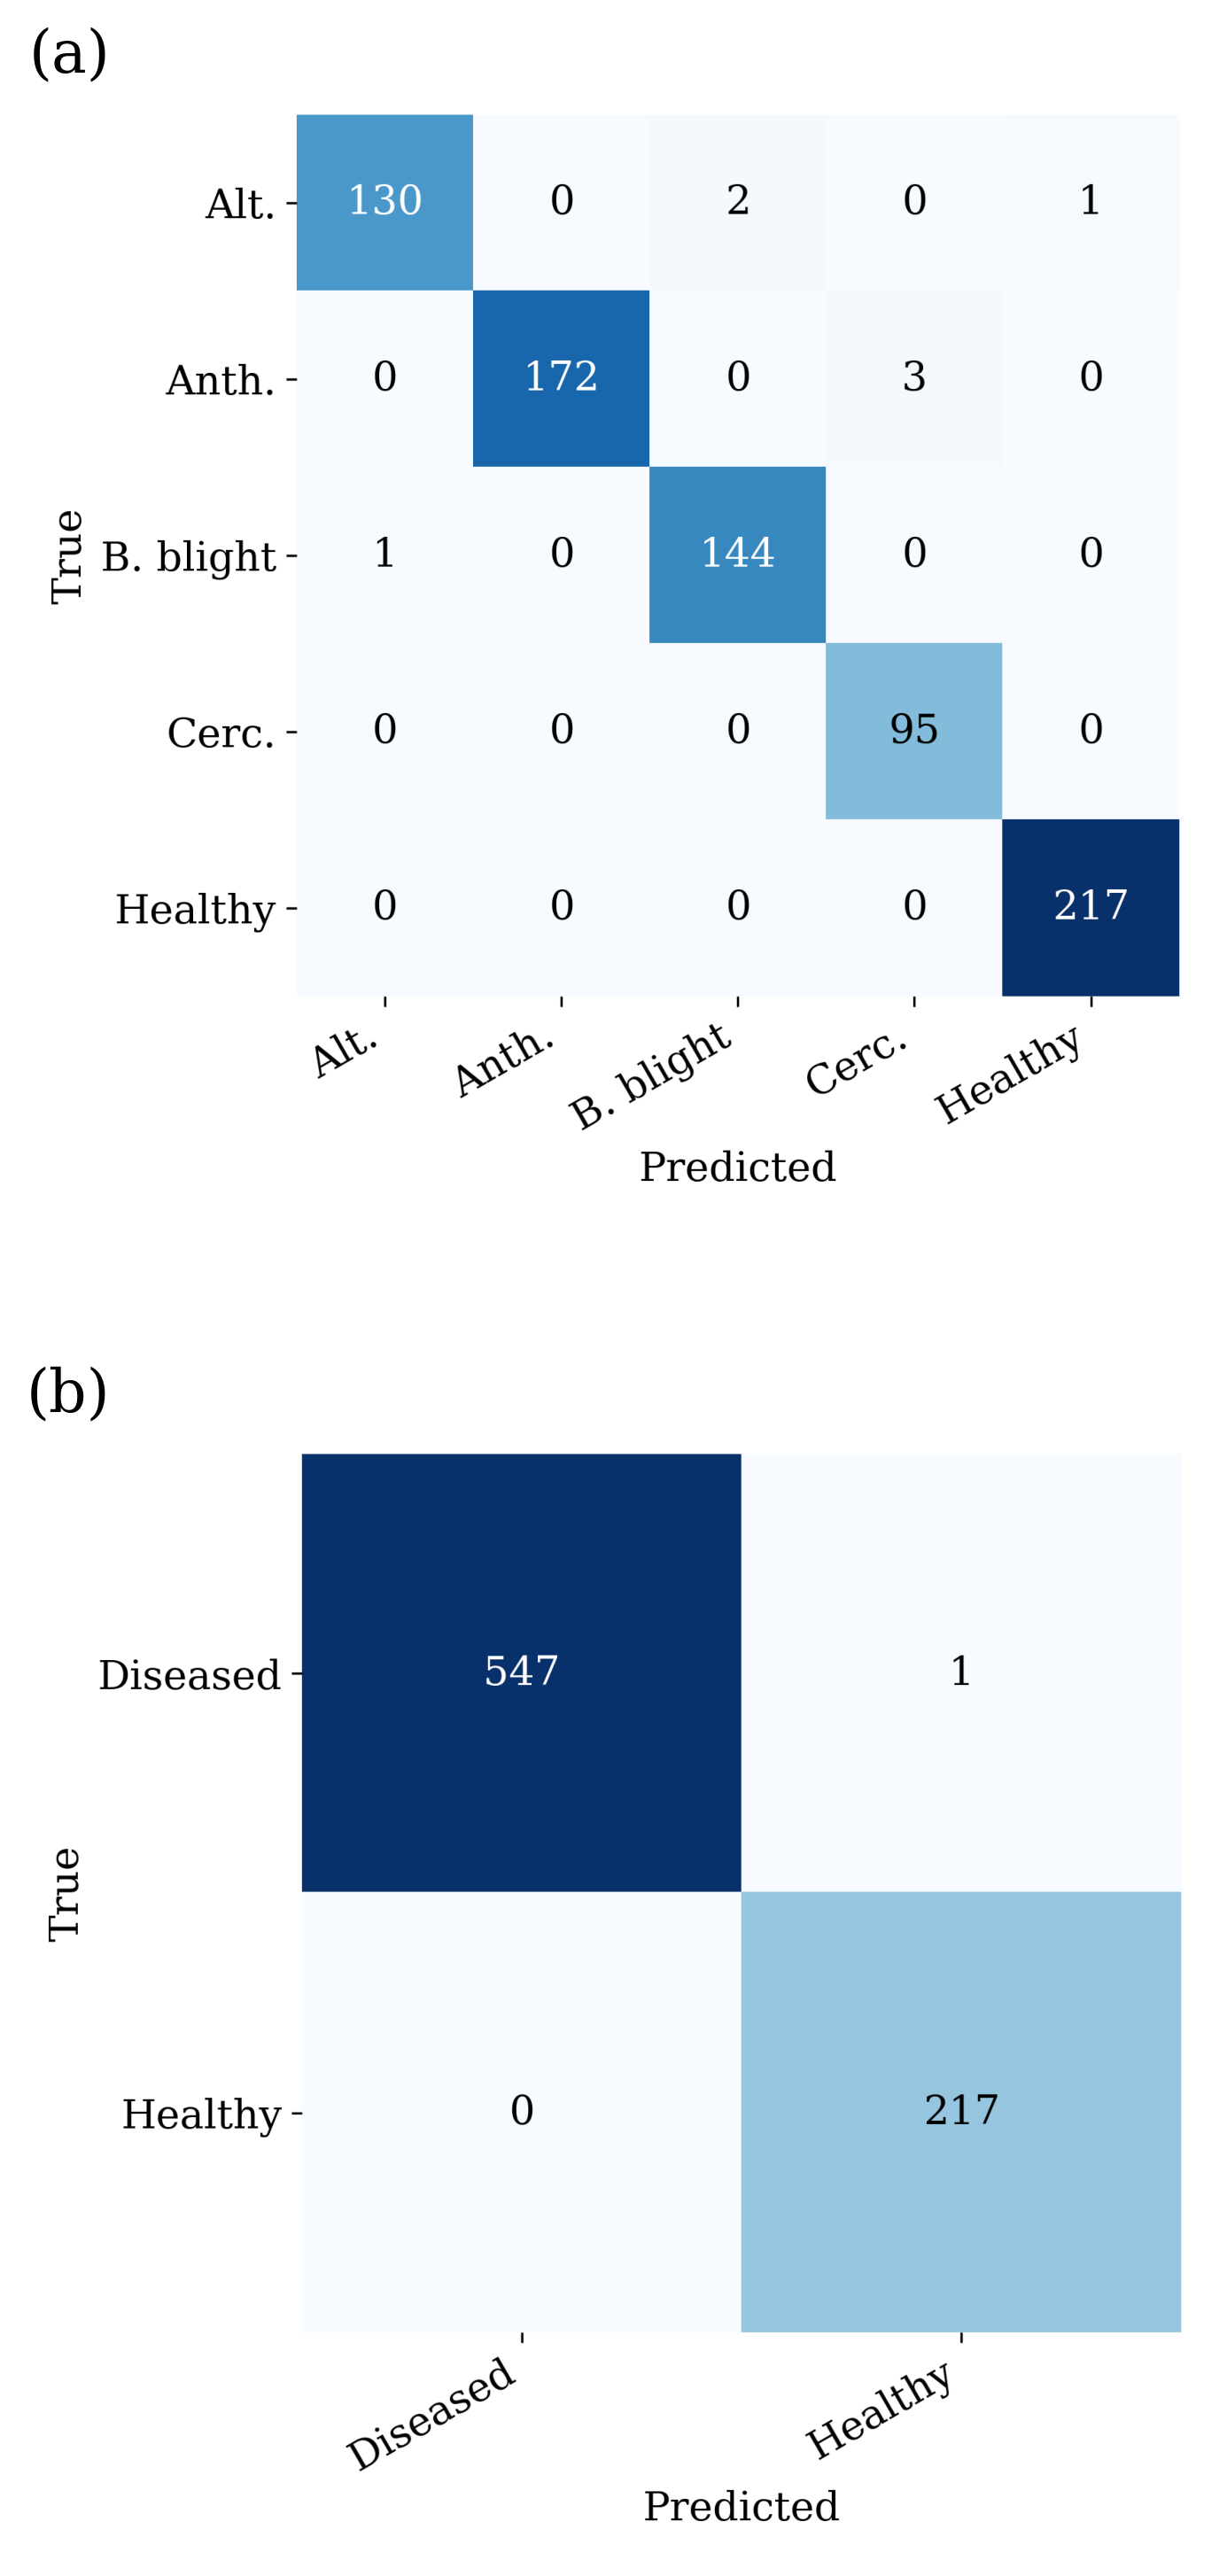 (a)
Alt. 130 0 2 0 1
Anth. 0 172 0 3 0
B. blight 1 0 144 0 0
Cerc. 0 0 0 95 0
Healthy 0 0 0 0 217
True
Alt. Anth. B. blight Cerc. Healthy
Predicted
(b)
Diseased 547 1
Healthy 0 217
True
Diseased Healthy
Predicted